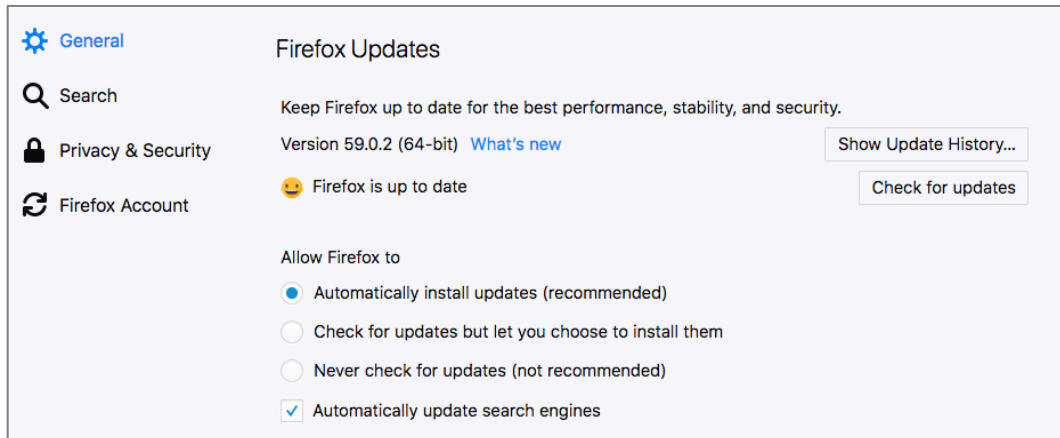 General
Search
Privacy & Security
Firefox Account
Firefox Updates
Keep Firefox up to date for the best performance, stability, and security.
Version 59.0.2 (64-bit) What's new
Show Update History...
Firefox is up to date
Check for updates
Allow Firefox to
Automatically install updates (recommended)
Check for updates but let you choose to install them
Never check for updates (not recommended)
Automatically update search engines